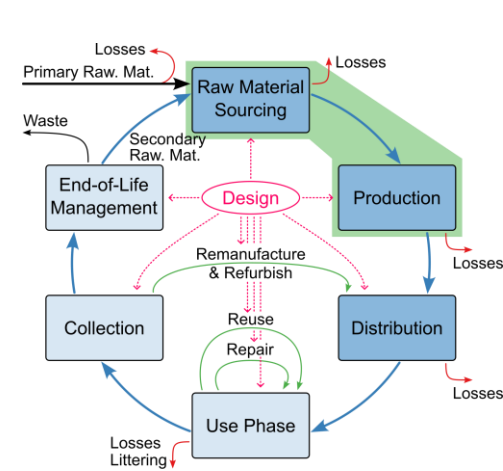 Losses
Losses
Primary Raw. Mat.
Raw Material
Sourcing
Waste
Secondary
Raw. Mat.
End-of-Life
Management
Design
Production
Remanufacture
& Refurbish
Losses
Collection
Reuse
Distribution
Repair
Losses
Use Phase
Losses
Littering